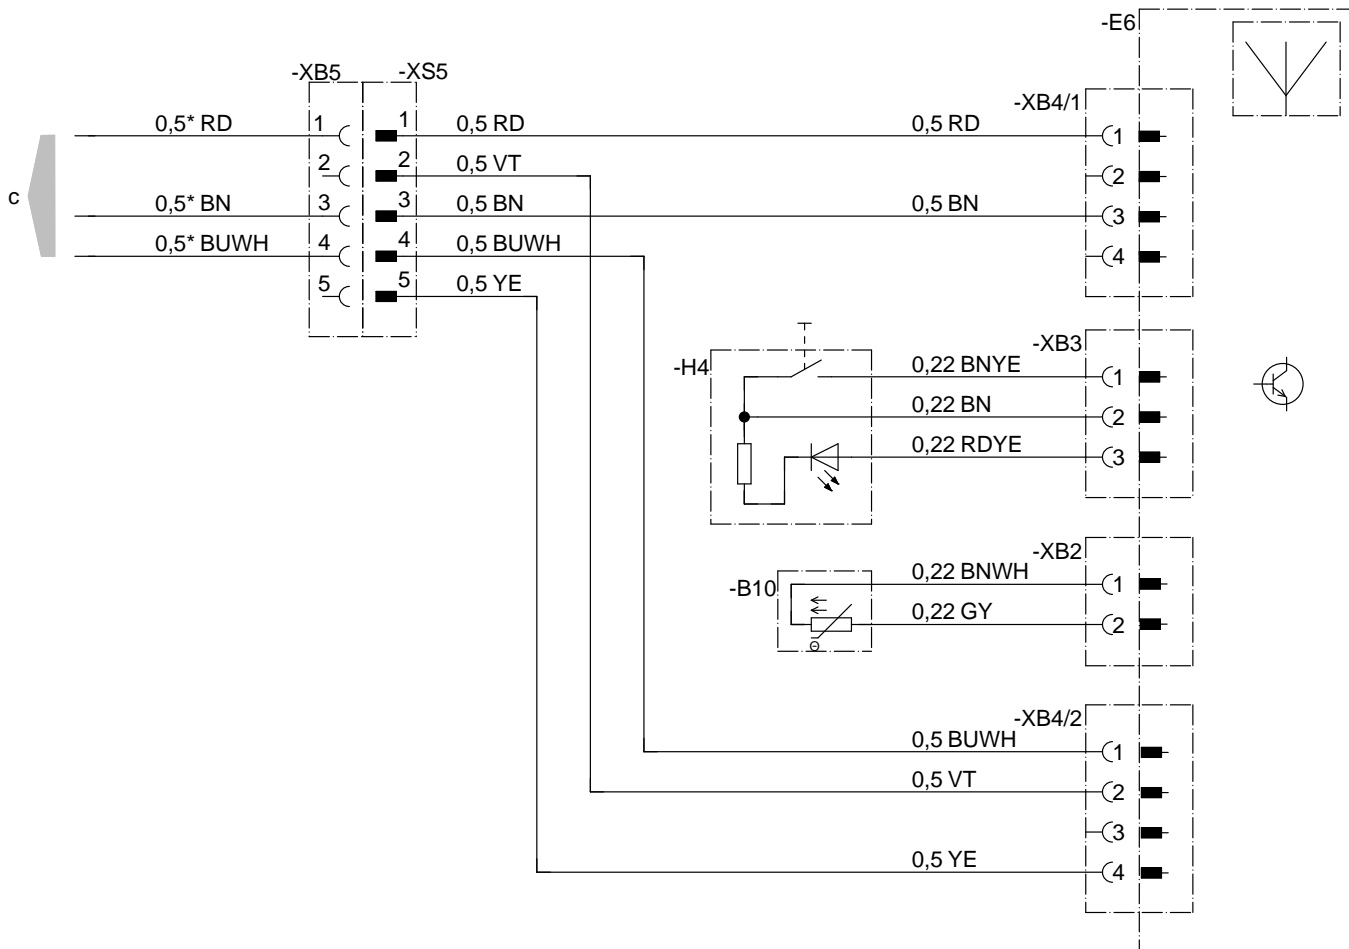 -E6
-XB5 -XS5
-XB4/1
0,5* RD 1 1 0,5 RD 0,5 RD 1
2 2 0,5 VT 2
c
0,5* BN 3 3 0,5 BN 0,5 BN 3
0,5* BUWH 4 4 0,5 BUWH 4
5 5 0,5 YE
-XB3
-H4
0,22 BNYE 1
0,22 BN 2
0,22 RDYE 3
-XB2
-B10
0,22 BNWH 1
0,22 GY 2
Θ
-XB4/2
0,5 BUWH 1
0,5 VT 2
3
0,5 YE 4